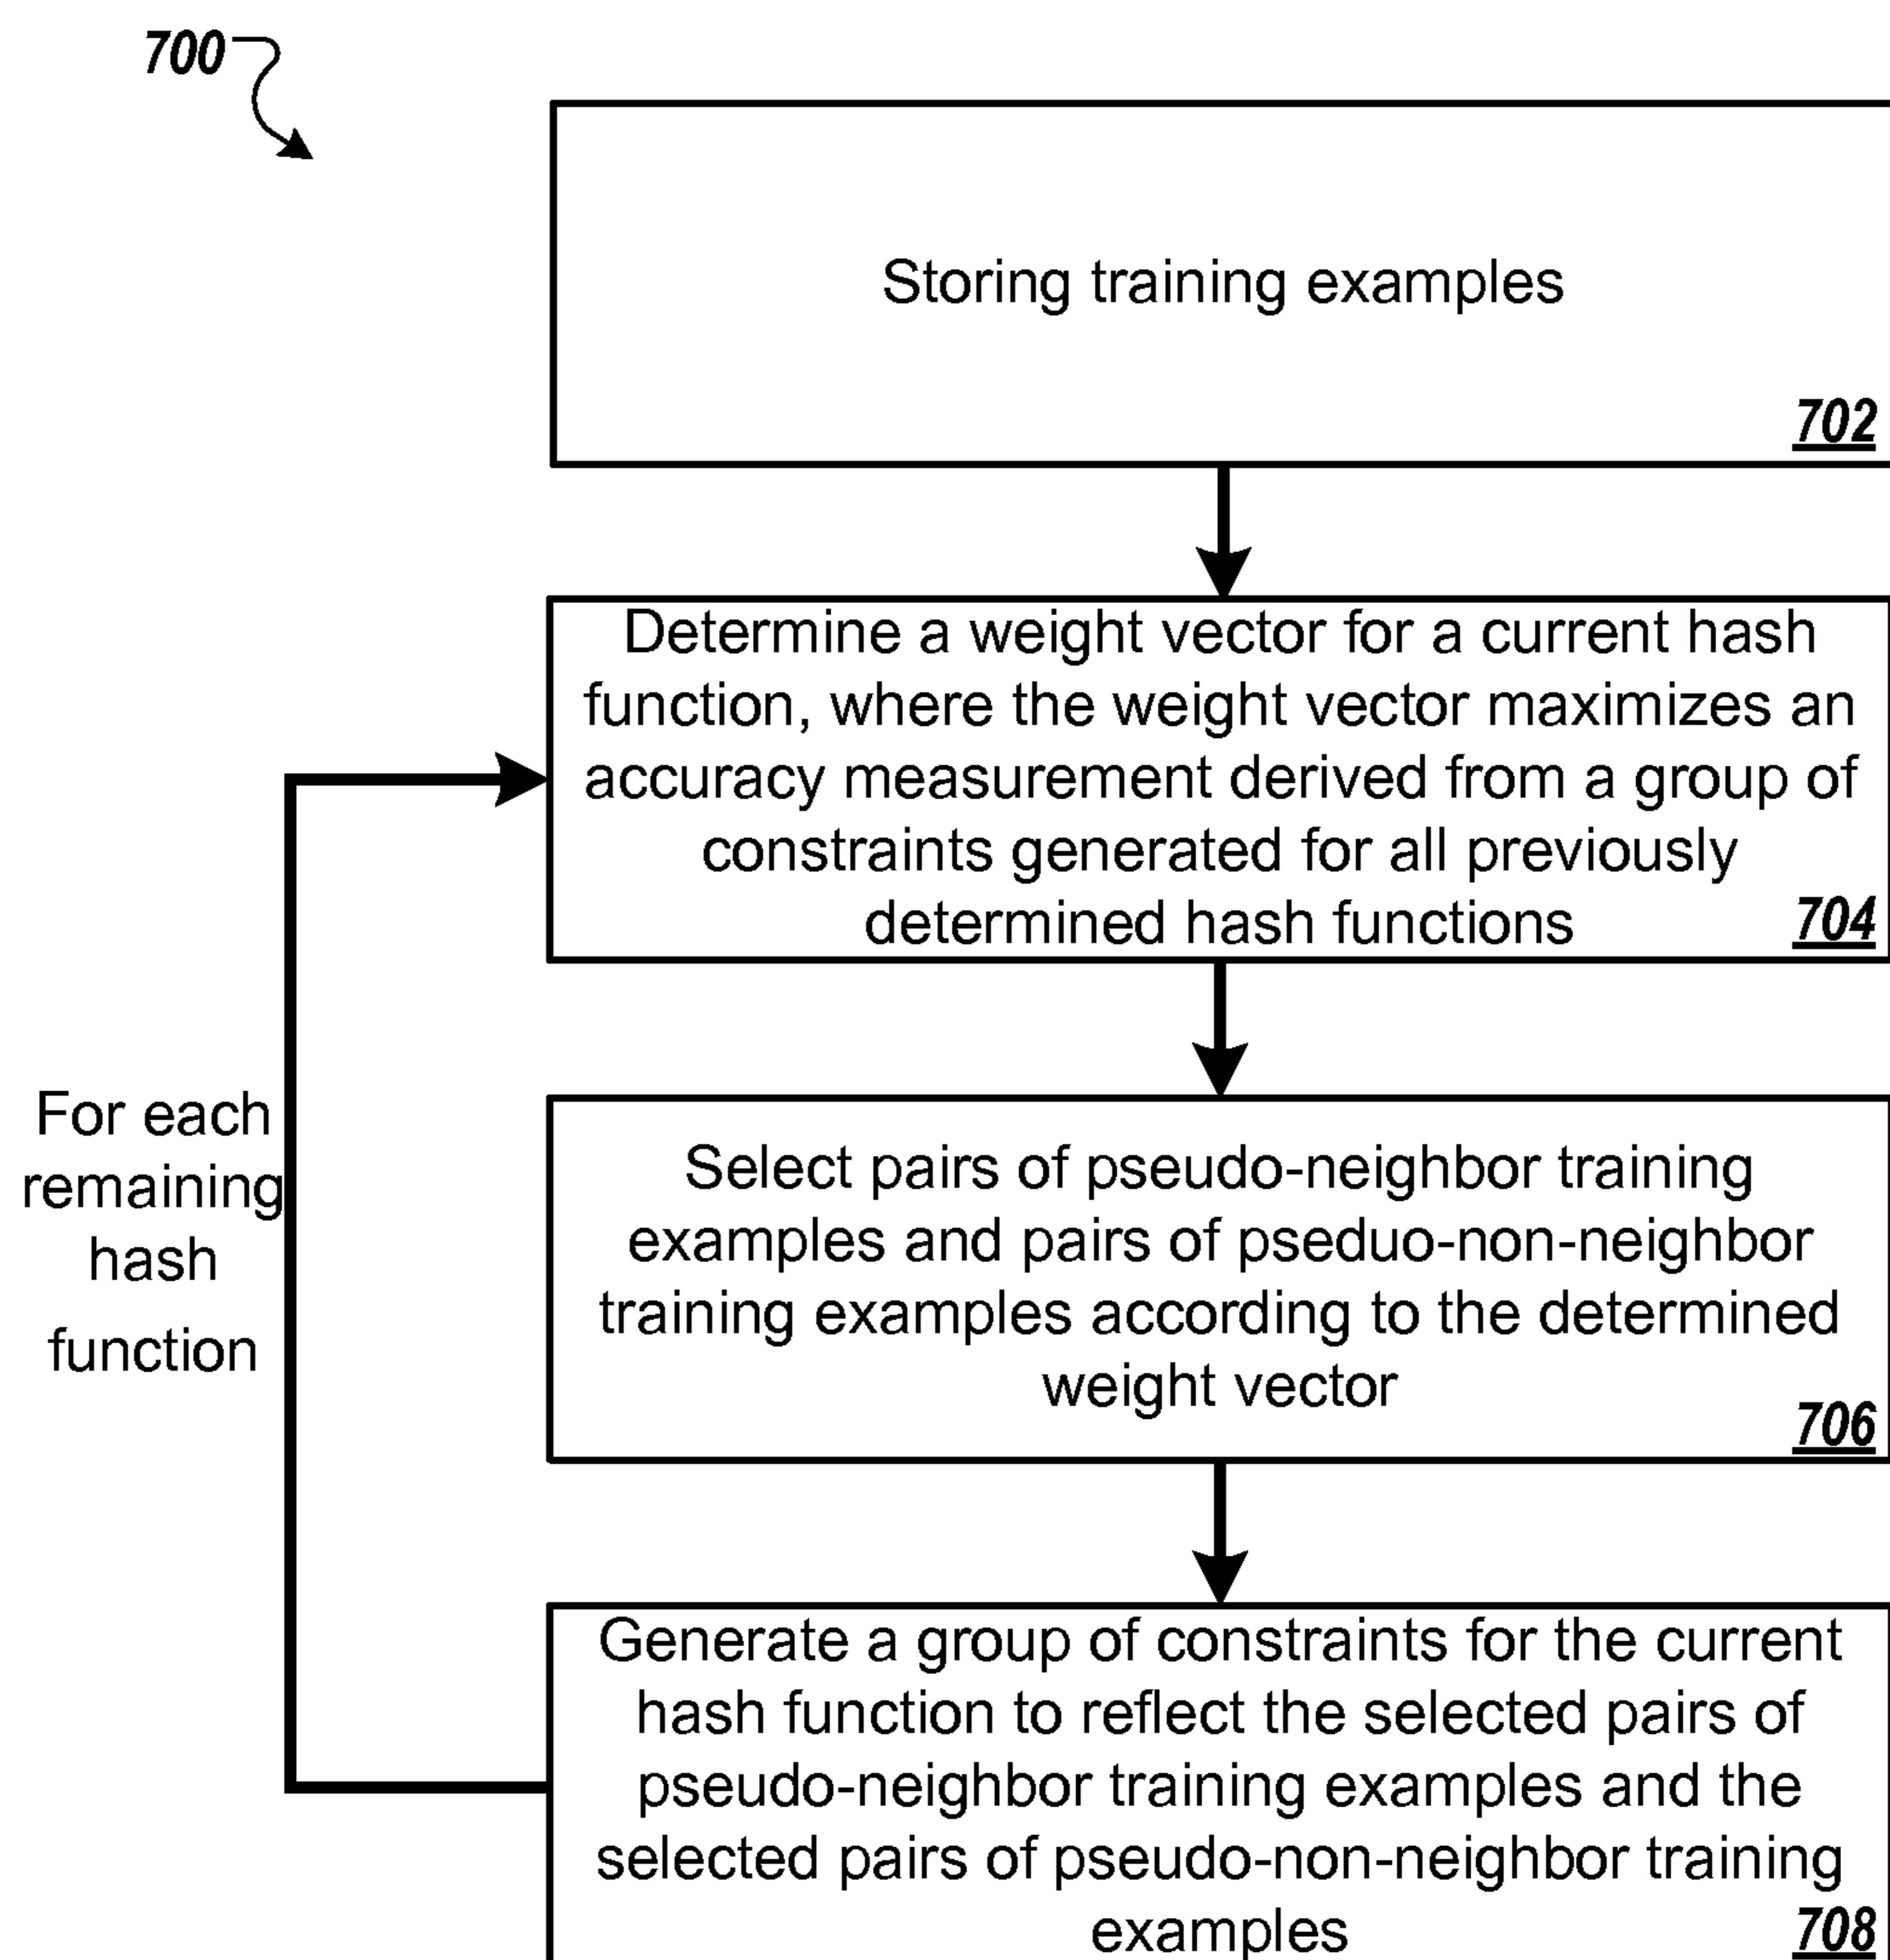 700
Storing training examples
702
Determine a weight vector for a current hash
function, where the weight vector maximizes an
accuracy measurement derived from a group of
constraints generated for all previously
determined hash functions
704
For each
remaining
hash
function
Select pairs of pseudo-neighbor training
examples and pairs of pseduo-non-neighbor
training examples according to the determined
weight vector
706
Generate a group of constraints for the current
hash function to reflect the selected pairs of
pseudo-neighbor training examples and the
selected pairs of pseudo-non-neighbor training
examples
708